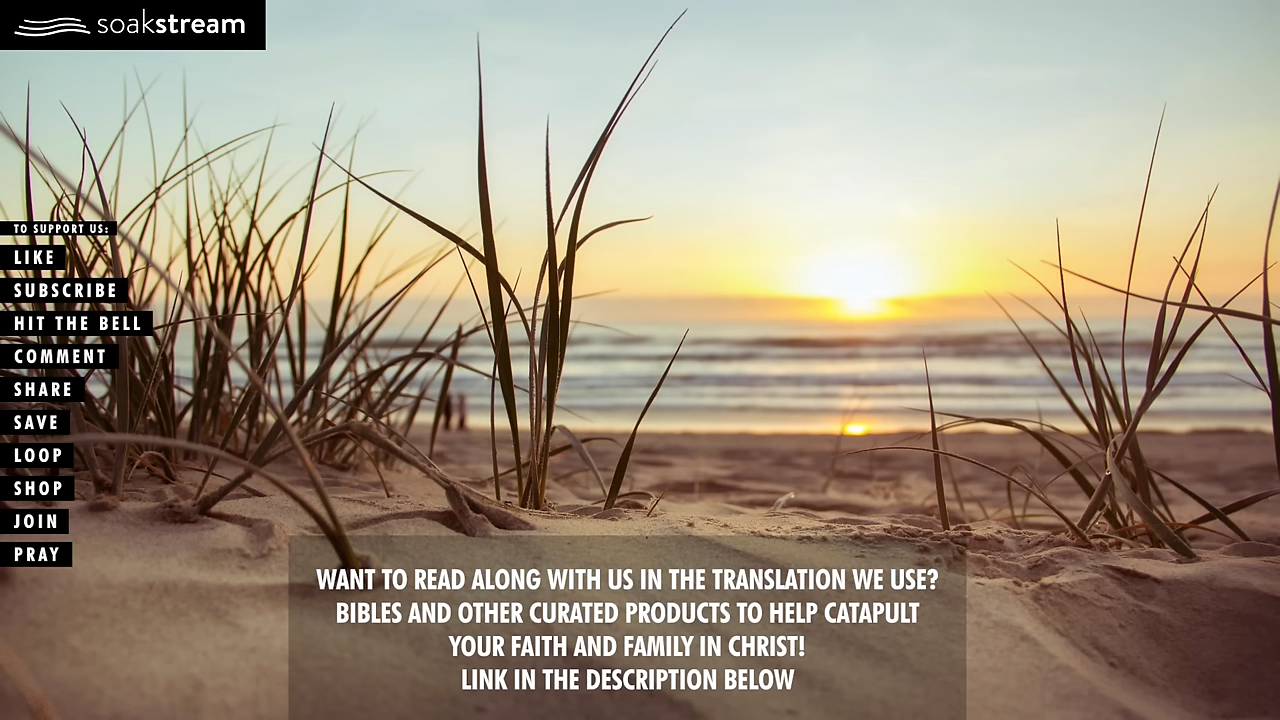 soakstream
TO SUPPORT US:
LIKE
SUBSCRIBE
HIT THE BELL
COMMENT
SHARE
SAVE
LOOP
SHOP
JOIN
PRAY
WANT TO READ ALONG WITH US IN THE TRANSLATION WE USE?
BIBLES AND OTHER CURATED PRODUCTS TO HELP CATAPULT
YOUR FAITH AND FAMILY IN CHRIST!
LINK IN THE DESCRIPTION BELOW